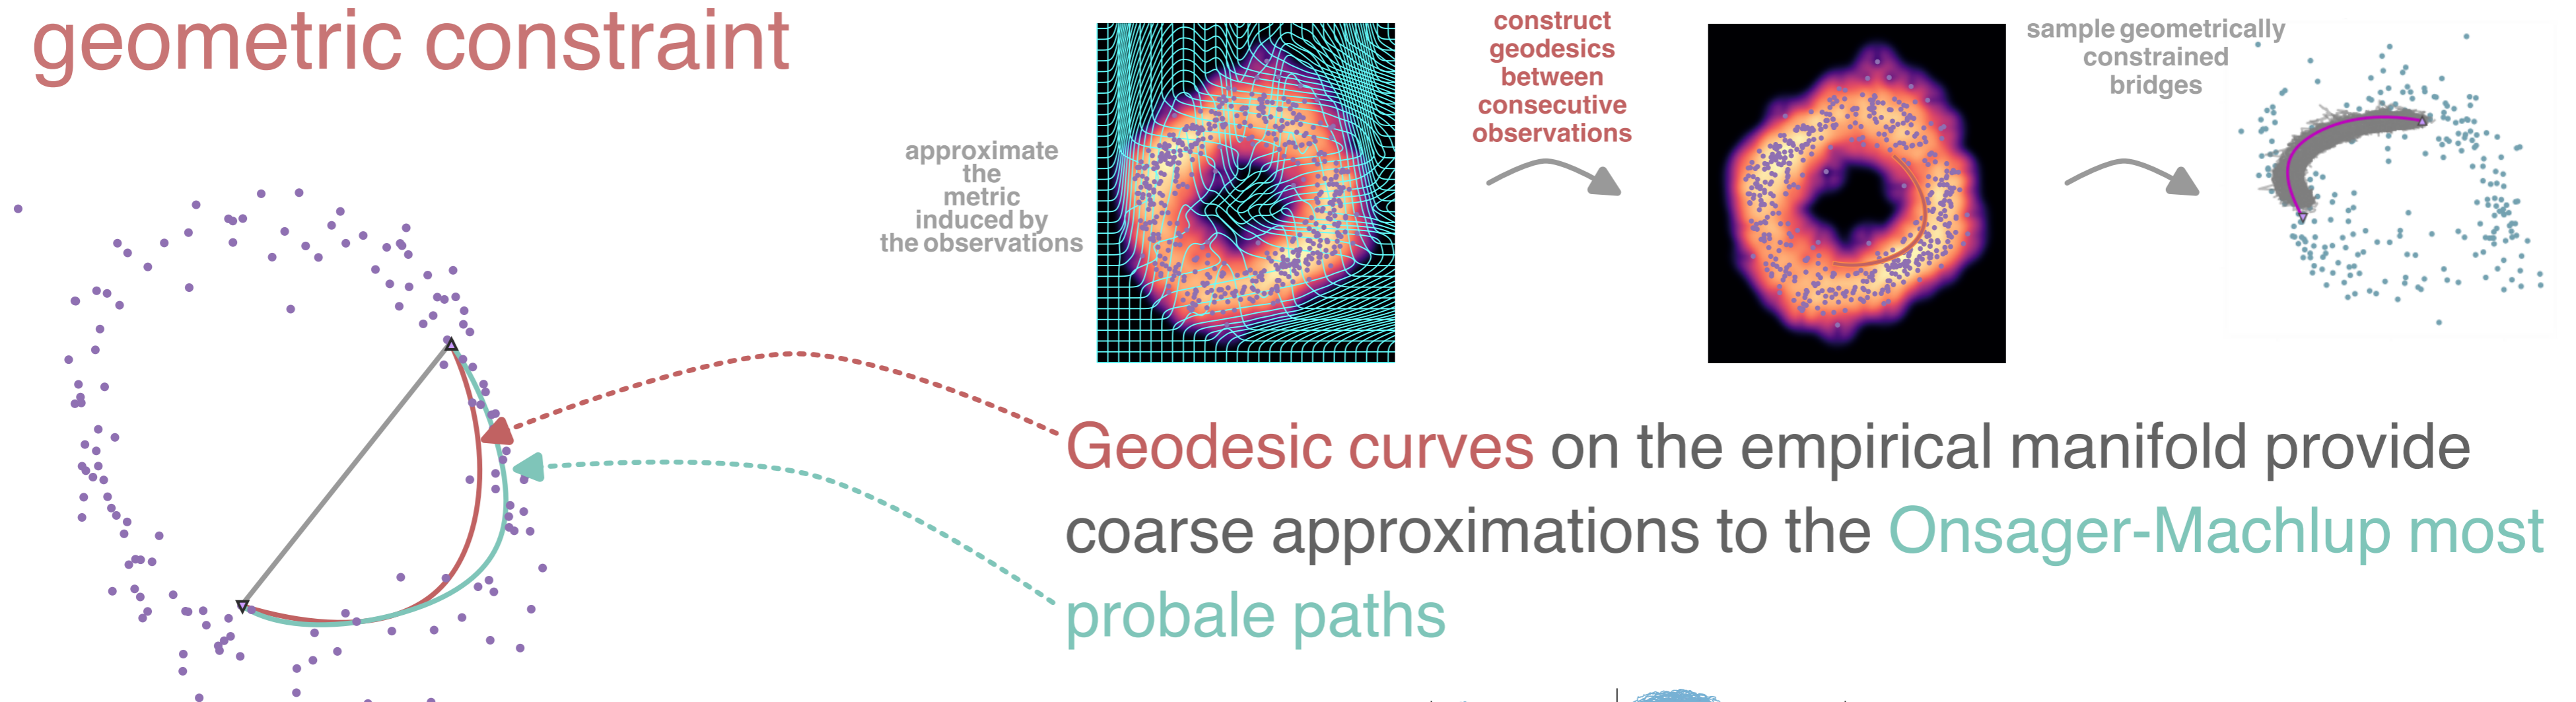 geometric constraint
approximate
the
metric
induced by
the observations
construct
geodesics
between
consecutive
observations
sample geometrically
constrained
bridges
Geodesic curves on the empirical manifold provide
coarse approximations to the Onsager-Machlup most
probale paths